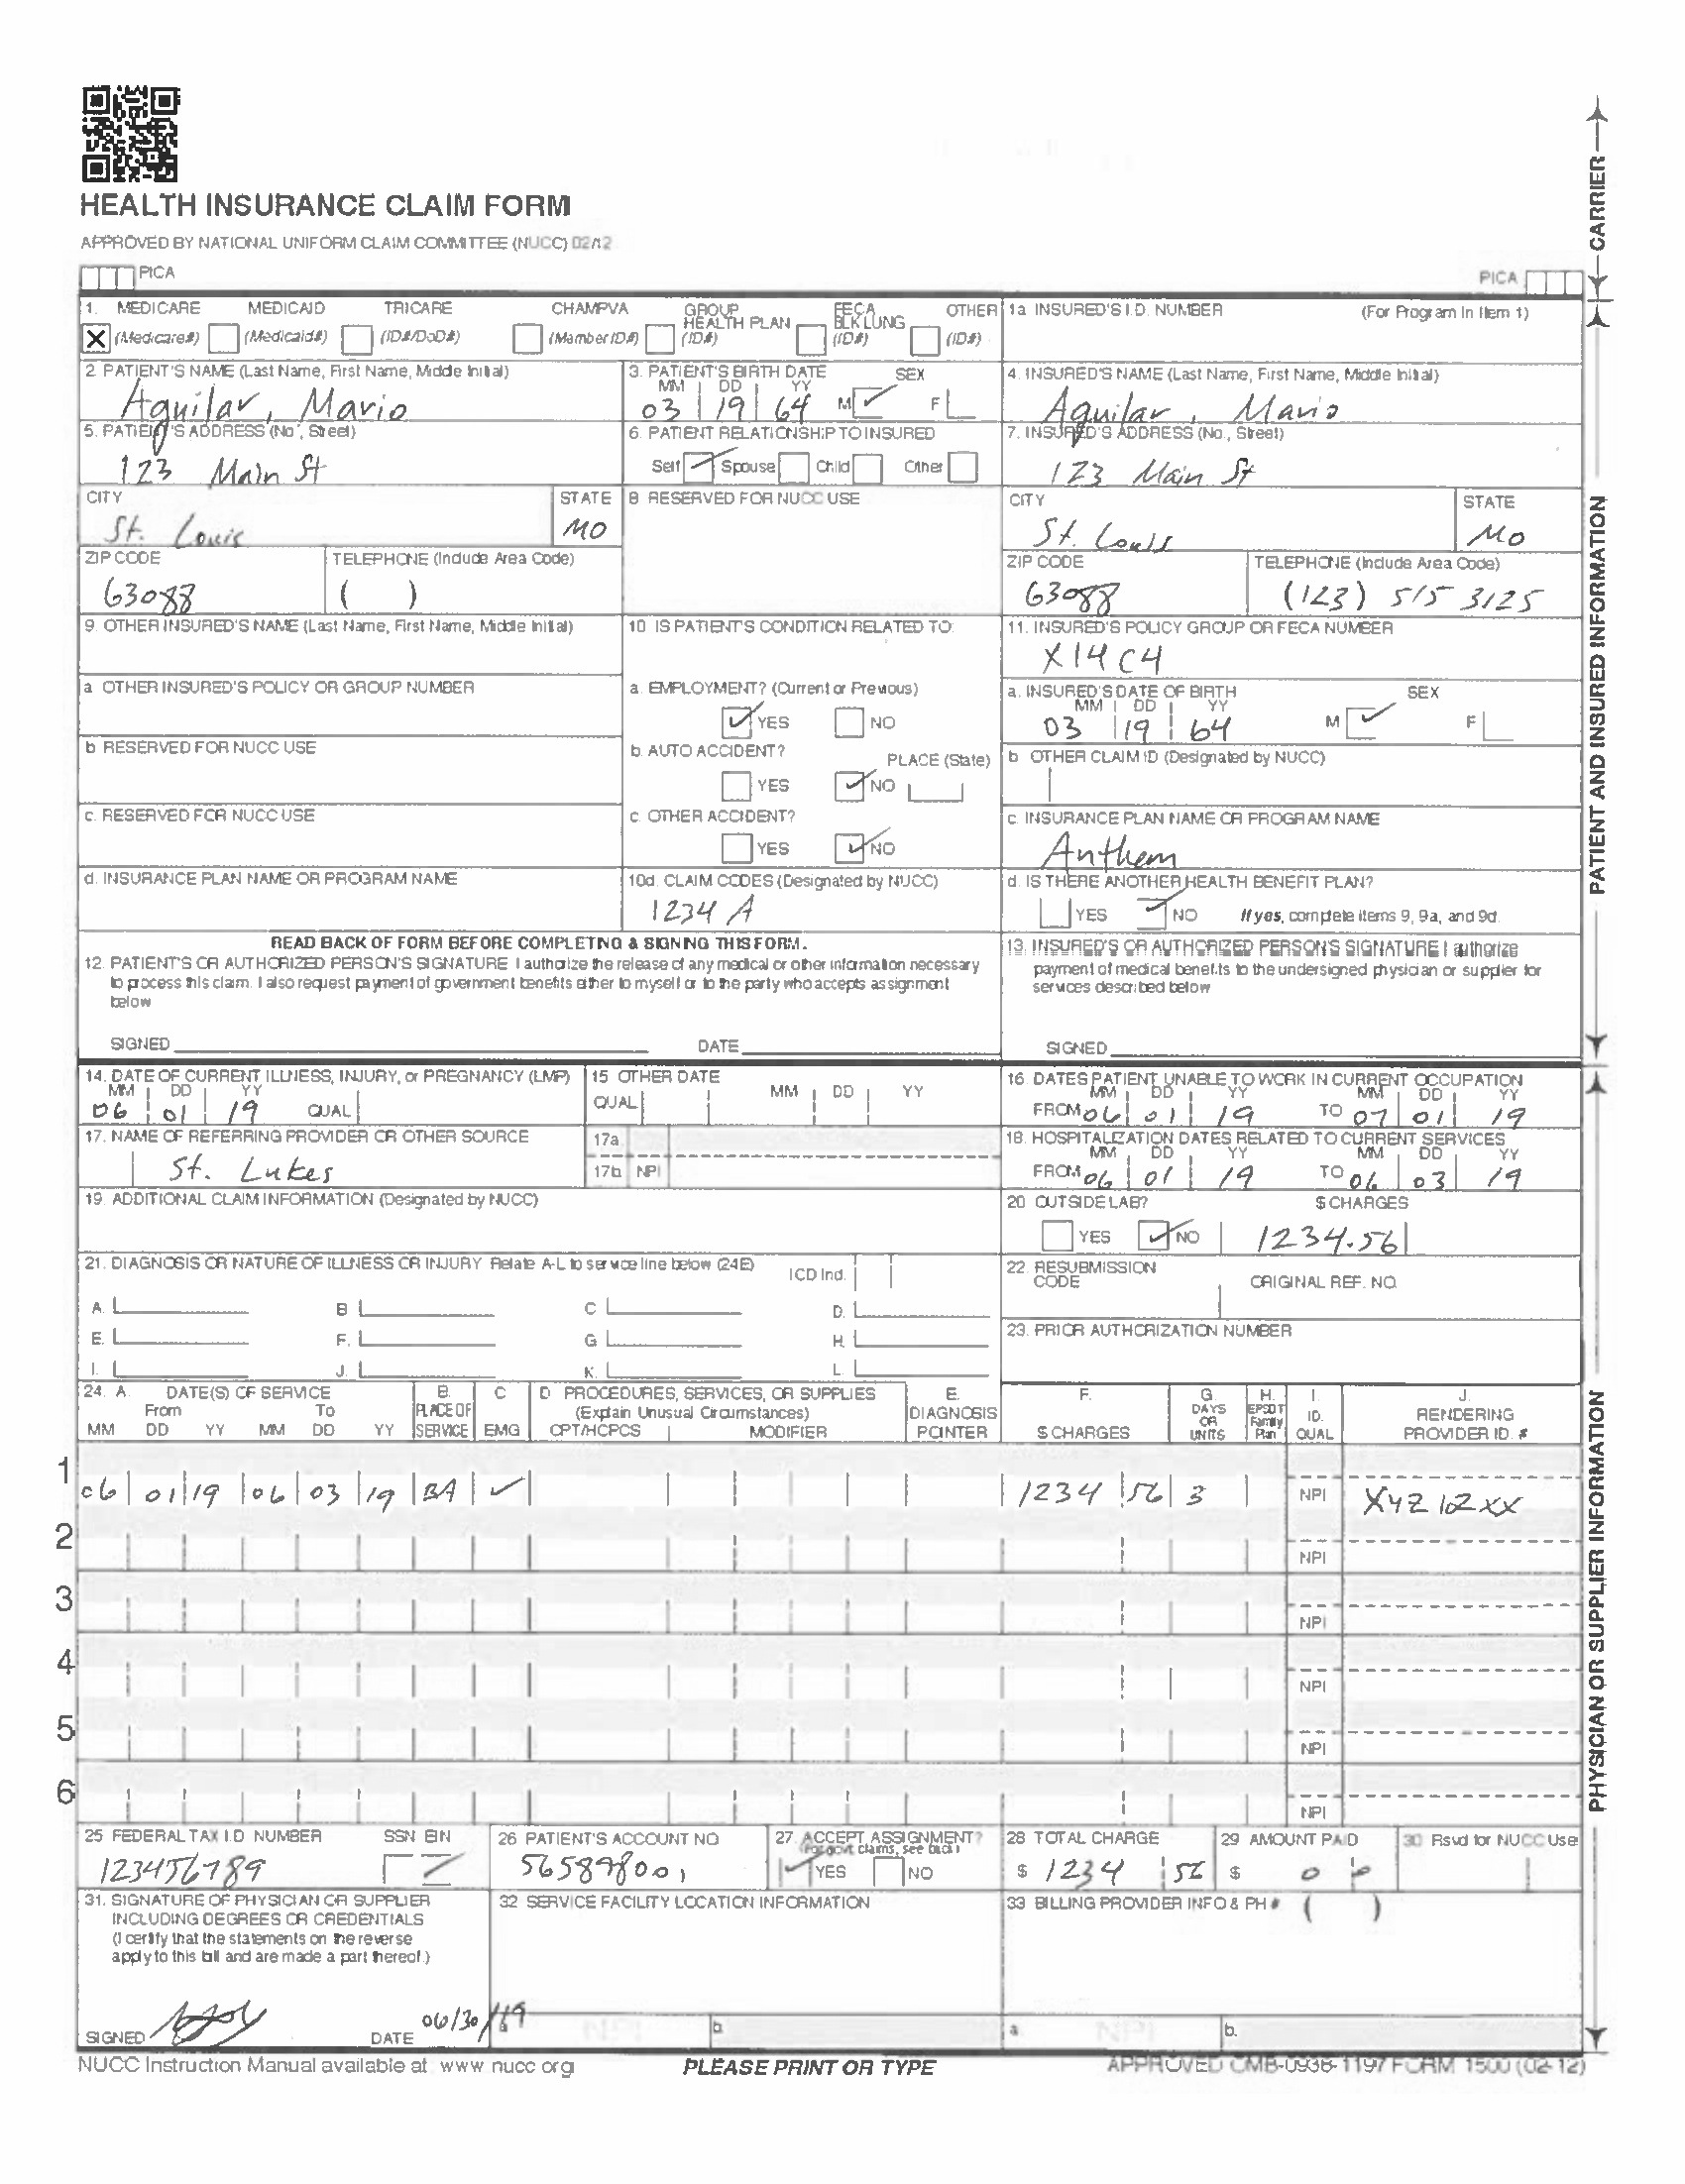 HEALTH INSURANCE CLAIM FORM
APPROVED BY NATIONAL UNIFORM CLAIM COMMITTEE (NUCC) 02/12
PICA
PICA
CARRIER
1. MEDICARE MEDICAID TRICARE CHAMPVA GROUP HEALTH PLAN FECA BLK LUNG OTHER
X (Medicare#) (Medicaid#) (ID#/DoD#) (Member ID#) (ID#) (ID#) (ID#)
1a INSURED'S I.D. NUMBER (For Program in Item 1)
2 PATIENT'S NAME (Last Name, First Name, Middle Initial)
Aguilar, Mario
3. PATIENT'S BIRTH DATE SEX
MM DD YY
03 19 64 M F
4. INSURED'S NAME (Last Name, First Name, Middle Initial)
Aguilar, Mario
5. PATIENT'S ADDRESS (No., Street)
123 Main St
6. PATIENT RELATIONSHIP TO INSURED
Self Spouse Child Other
7. INSURED'S ADDRESS (No., Street)
123 Main St
CITY STATE
St. Louis MO
8 RESERVED FOR NUCC USE
CITY STATE
St. Louis MO
ZIP CODE TELEPHONE (Include Area Code)
63088 ( )
ZIP CODE TELEPHONE (Include Area Code)
63088 (123) 515 3125
9. OTHER INSURED'S NAME (Last Name, First Name, Middle Initial)
10 IS PATIENT'S CONDITION RELATED TO:
11. INSURED'S POLICY GROUP OR FECA NUMBER
X14C4
a OTHER INSURED'S POLICY OR GROUP NUMBER
a. EMPLOYMENT? (Current or Previous)
YES NO
a. INSURED'S DATE OF BIRTH SEX
MM DD YY
03 19 64 M F
b RESERVED FOR NUCC USE
b AUTO ACCIDENT? PLACE (State)
YES NO
b OTHER CLAIM ID (Designated by NUCC)
c. RESERVED FOR NUCC USE
c. OTHER ACCIDENT?
YES NO
c. INSURANCE PLAN NAME OR PROGRAM NAME
Anthem
d. INSURANCE PLAN NAME OR PROGRAM NAME
10d. CLAIM CODES (Designated by NUCC)
1234 A
d. IS THERE ANOTHER HEALTH BENEFIT PLAN?
YES NO If yes, complete items 9, 9a, and 9d.
READ BACK OF FORM BEFORE COMPLETING & SIGNING THIS FORM.
12. PATIENT'S OR AUTHORIZED PERSON'S SIGNATURE I authorize the release of any medical or other information necessary
to process this claim. I also request payment of government benefits either to myself or to the party who accepts assignment
below
SIGNED DATE
13. INSURED'S OR AUTHORIZED PERSON'S SIGNATURE I authorize
payment of medical benefits to the undersigned physician or supplier for
services described below
SIGNED
PATIENT AND INSURED INFORMATION
14. DATE OF CURRENT ILLNESS, INJURY, or PREGNANCY (LMP)
MM DD YY
06 01 19 QUAL
15 OTHER DATE
QUAL MM DD YY
16. DATES PATIENT UNABLE TO WORK IN CURRENT OCCUPATION
MM DD YY MM DD YY
FROM 06 01 19 TO 07 01 19
17. NAME OF REFERRING PROVIDER OR OTHER SOURCE
St. Lukes
17a
17b NPI
18. HOSPITALIZATION DATES RELATED TO CURRENT SERVICES
MM DD YY MM DD YY
FROM 06 01 19 TO 06 03 19
19. ADDITIONAL CLAIM INFORMATION (Designated by NUCC)
20 OUTSIDE LAB? $ CHARGES
YES NO 1234.56
21. DIAGNOSIS OR NATURE OF ILLNESS OR INJURY Relate A-L to service line below (24E) ICD Ind.
A. B C D.
E. F. G H.
I. J. K. L.
22. RESUBMISSION CODE ORIGINAL REF. NO.
23. PRIOR AUTHORIZATION NUMBER
24. A. DATE(S) OF SERVICE B. C D PROCEDURES, SERVICES, OR SUPPLIES E. F. G. H. I. J.
From To PLACE OF (Explain Unusual Circumstances) DIAGNOSIS DAYS OR EPSDT Family ID. RENDERING
MM DD YY MM DD YY SERVICE EMG CPT/HCPCS MODIFIER POINTER $ CHARGES UNITS Plan QUAL PROVIDER ID. #
1
06 01 19 06 03 19 BA ✓ 1234 56 3 NPI XYZ12XX
2
NPI
3
NPI
4
NPI
5
NPI
6
NPI
25 FEDERAL TAX I.D NUMBER SSN EIN
123456789
26 PATIENT'S ACCOUNT NO
565898001
27. ACCEPT ASSIGNMENT?
(For govt claims, see back)
YES NO
28 TOTAL CHARGE
$ 1234 56
29 AMOUNT PAID
$ 0 0
30 Rsvd for NUCC Use
31. SIGNATURE OF PHYSICIAN OR SUPPLIER
INCLUDING DEGREES OR CREDENTIALS
(I certify that the statements on the reverse
apply to this bill and are made a part thereof.)
SIGNED DATE 06/30/19
32 SERVICE FACILITY LOCATION INFORMATION
a NPI b
33 BILLING PROVIDER INFO & PH # ( )
a NPI b.
PHYSICIAN OR SUPPLIER INFORMATION
NUCC Instruction Manual available at www nucc org
PLEASE PRINT OR TYPE
APPROVED OMB-0938-1197 FORM 1500 (02-12)